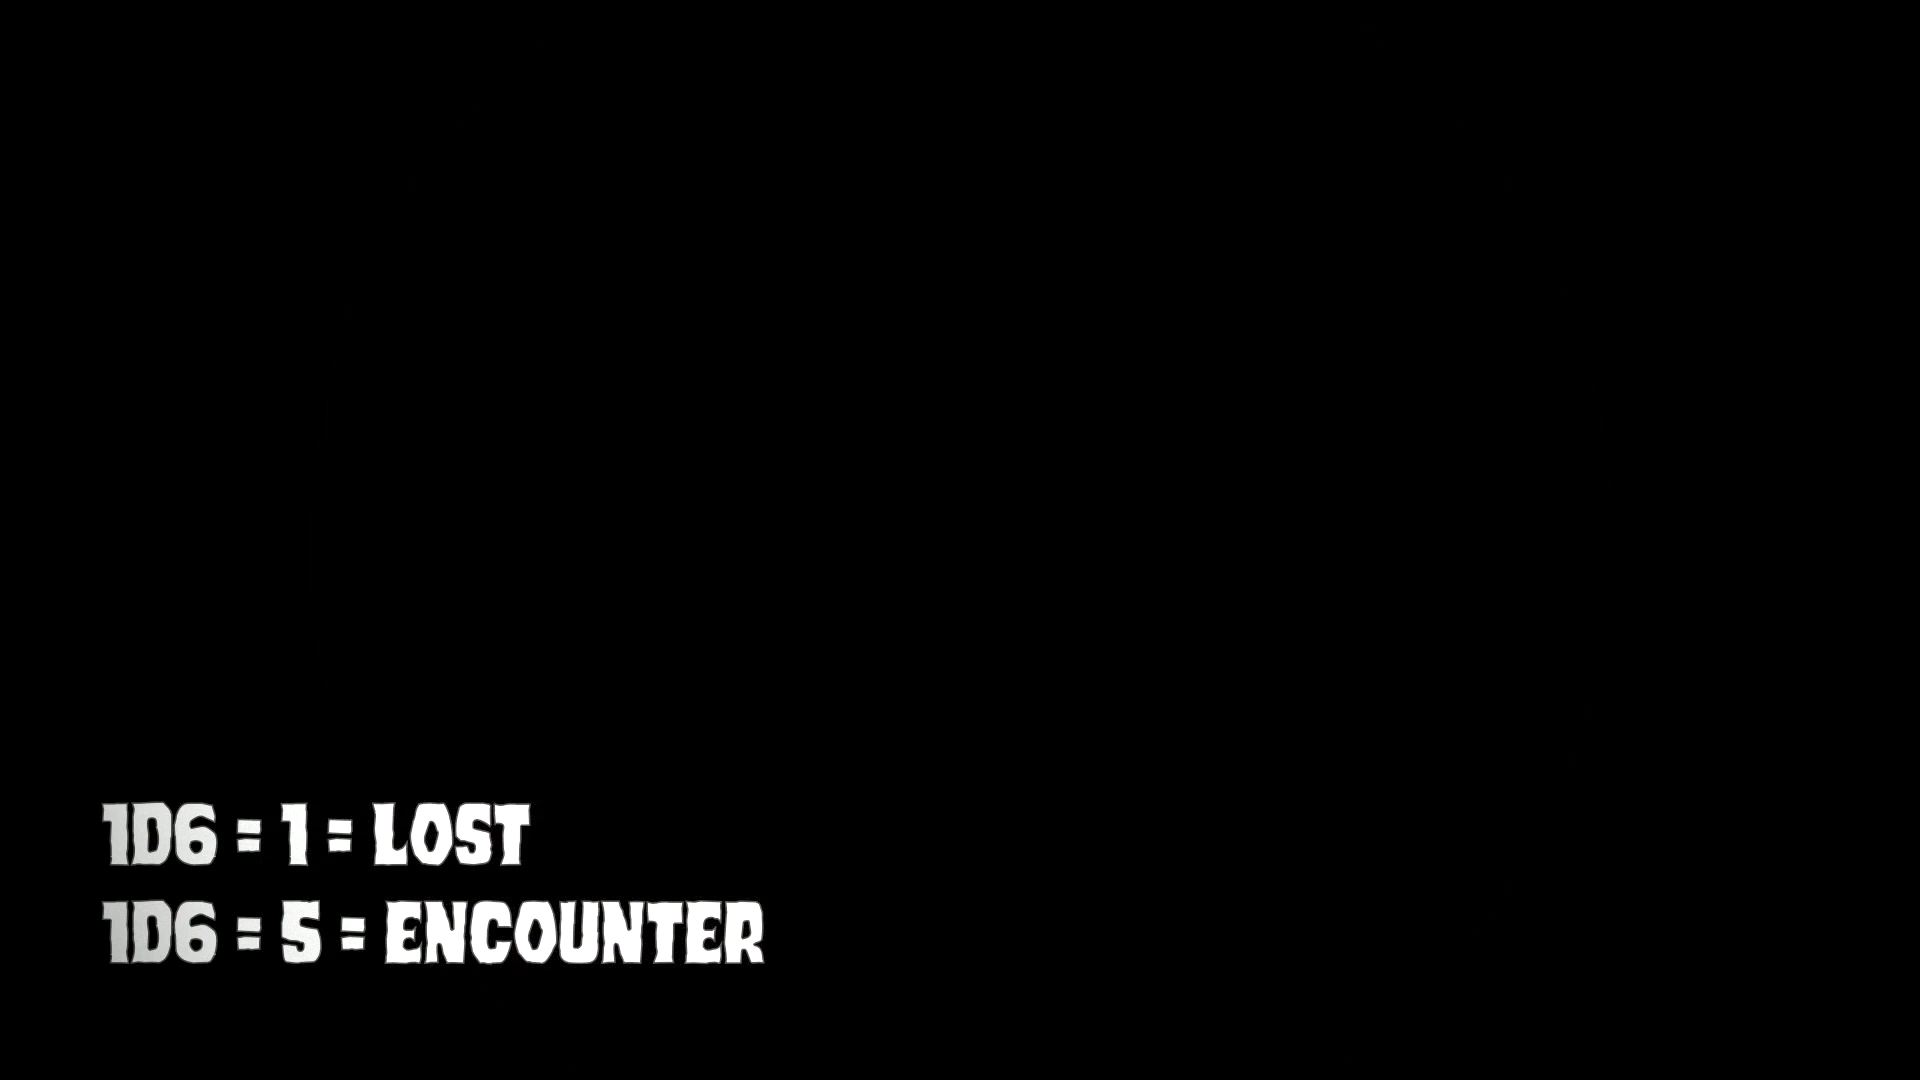 1D6 = 1 = LOST
1D6 = 5 = ENCOUNTER